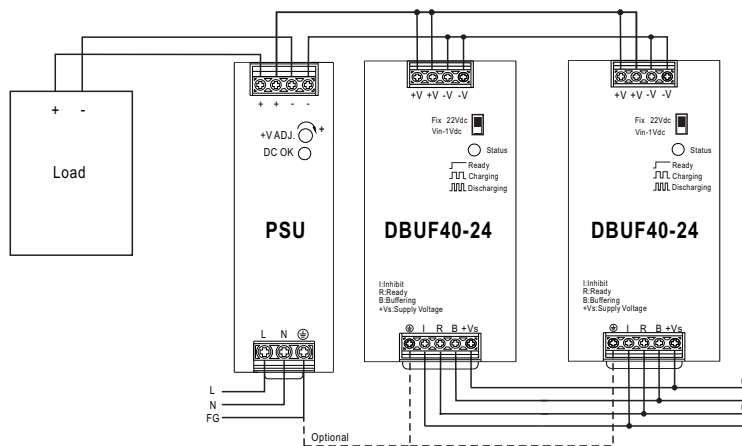 + -
Load
+ + - -
+V ADJ. +
DC OK
PSU
L N
L
N
FG
Optional
+V +V -V -V
Fix 22Vdc
Vin-1Vdc
Status
Ready
Charging
Discharging
DBUF40-24
I:Inhibit
R:Ready
B:Buffering
+Vs:Supply Voltage
I R B +Vs
+V +V -V -V
Fix 22Vdc
Vin-1Vdc
Status
Ready
Charging
Discharging
DBUF40-24
I:Inhibit
R:Ready
B:Buffering
+Vs:Supply Voltage
I R B +Vs